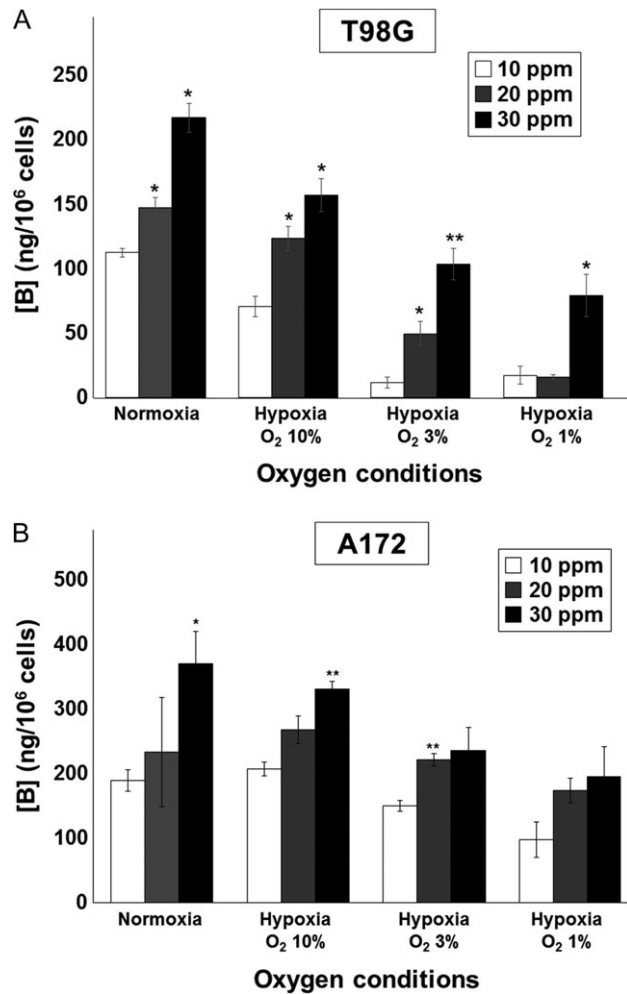 A
T98G
10 ppm
20 ppm
30 ppm
[B] (ng/10⁶ cells)
250
200
150
100
50
0
*
*
*
*
*
**
*
Normoxia
Hypoxia
O₂ 10%
Hypoxia
O₂ 3%
Hypoxia
O₂ 1%
Oxygen conditions
B
A172
10 ppm
20 ppm
30 ppm
[B] (ng/10⁶ cells)
500
400
300
200
100
0
*
**
**
Normoxia
Hypoxia
O₂ 10%
Hypoxia
O₂ 3%
Hypoxia
O₂ 1%
Oxygen conditions